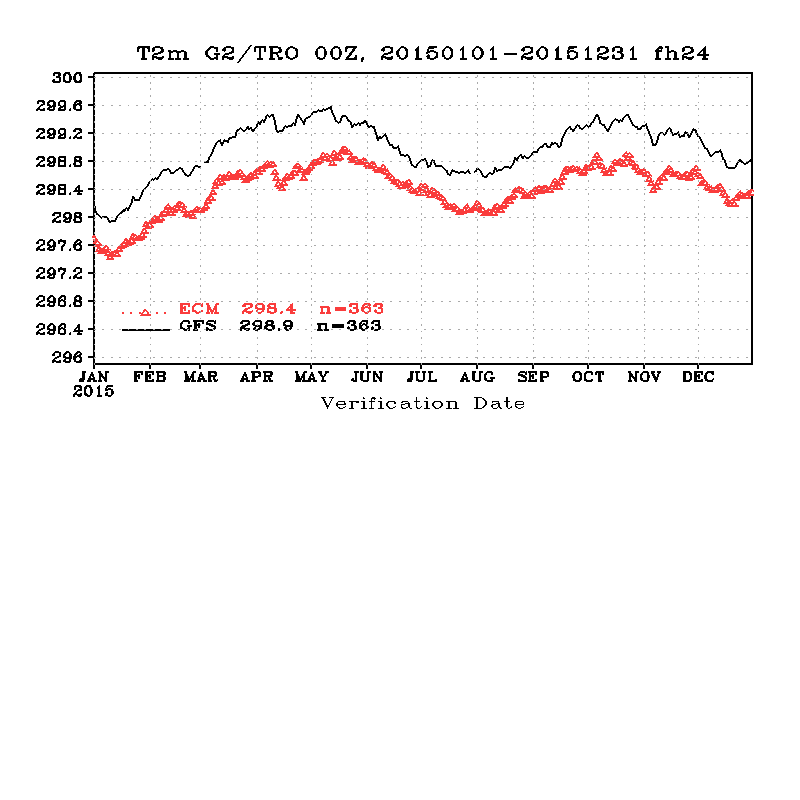 T2m G2/TRO 00Z, 20150101-20151231 fh24
300
299.6
299.2
298.8
298.4
298
297.6
297.2
296.8
296.4
296
ECM 298.4 n=363
GFS 298.9 n=363
JAN FEB MAR APR MAY JUN JUL AUG SEP OCT NOV DEC
2015
Verification Date